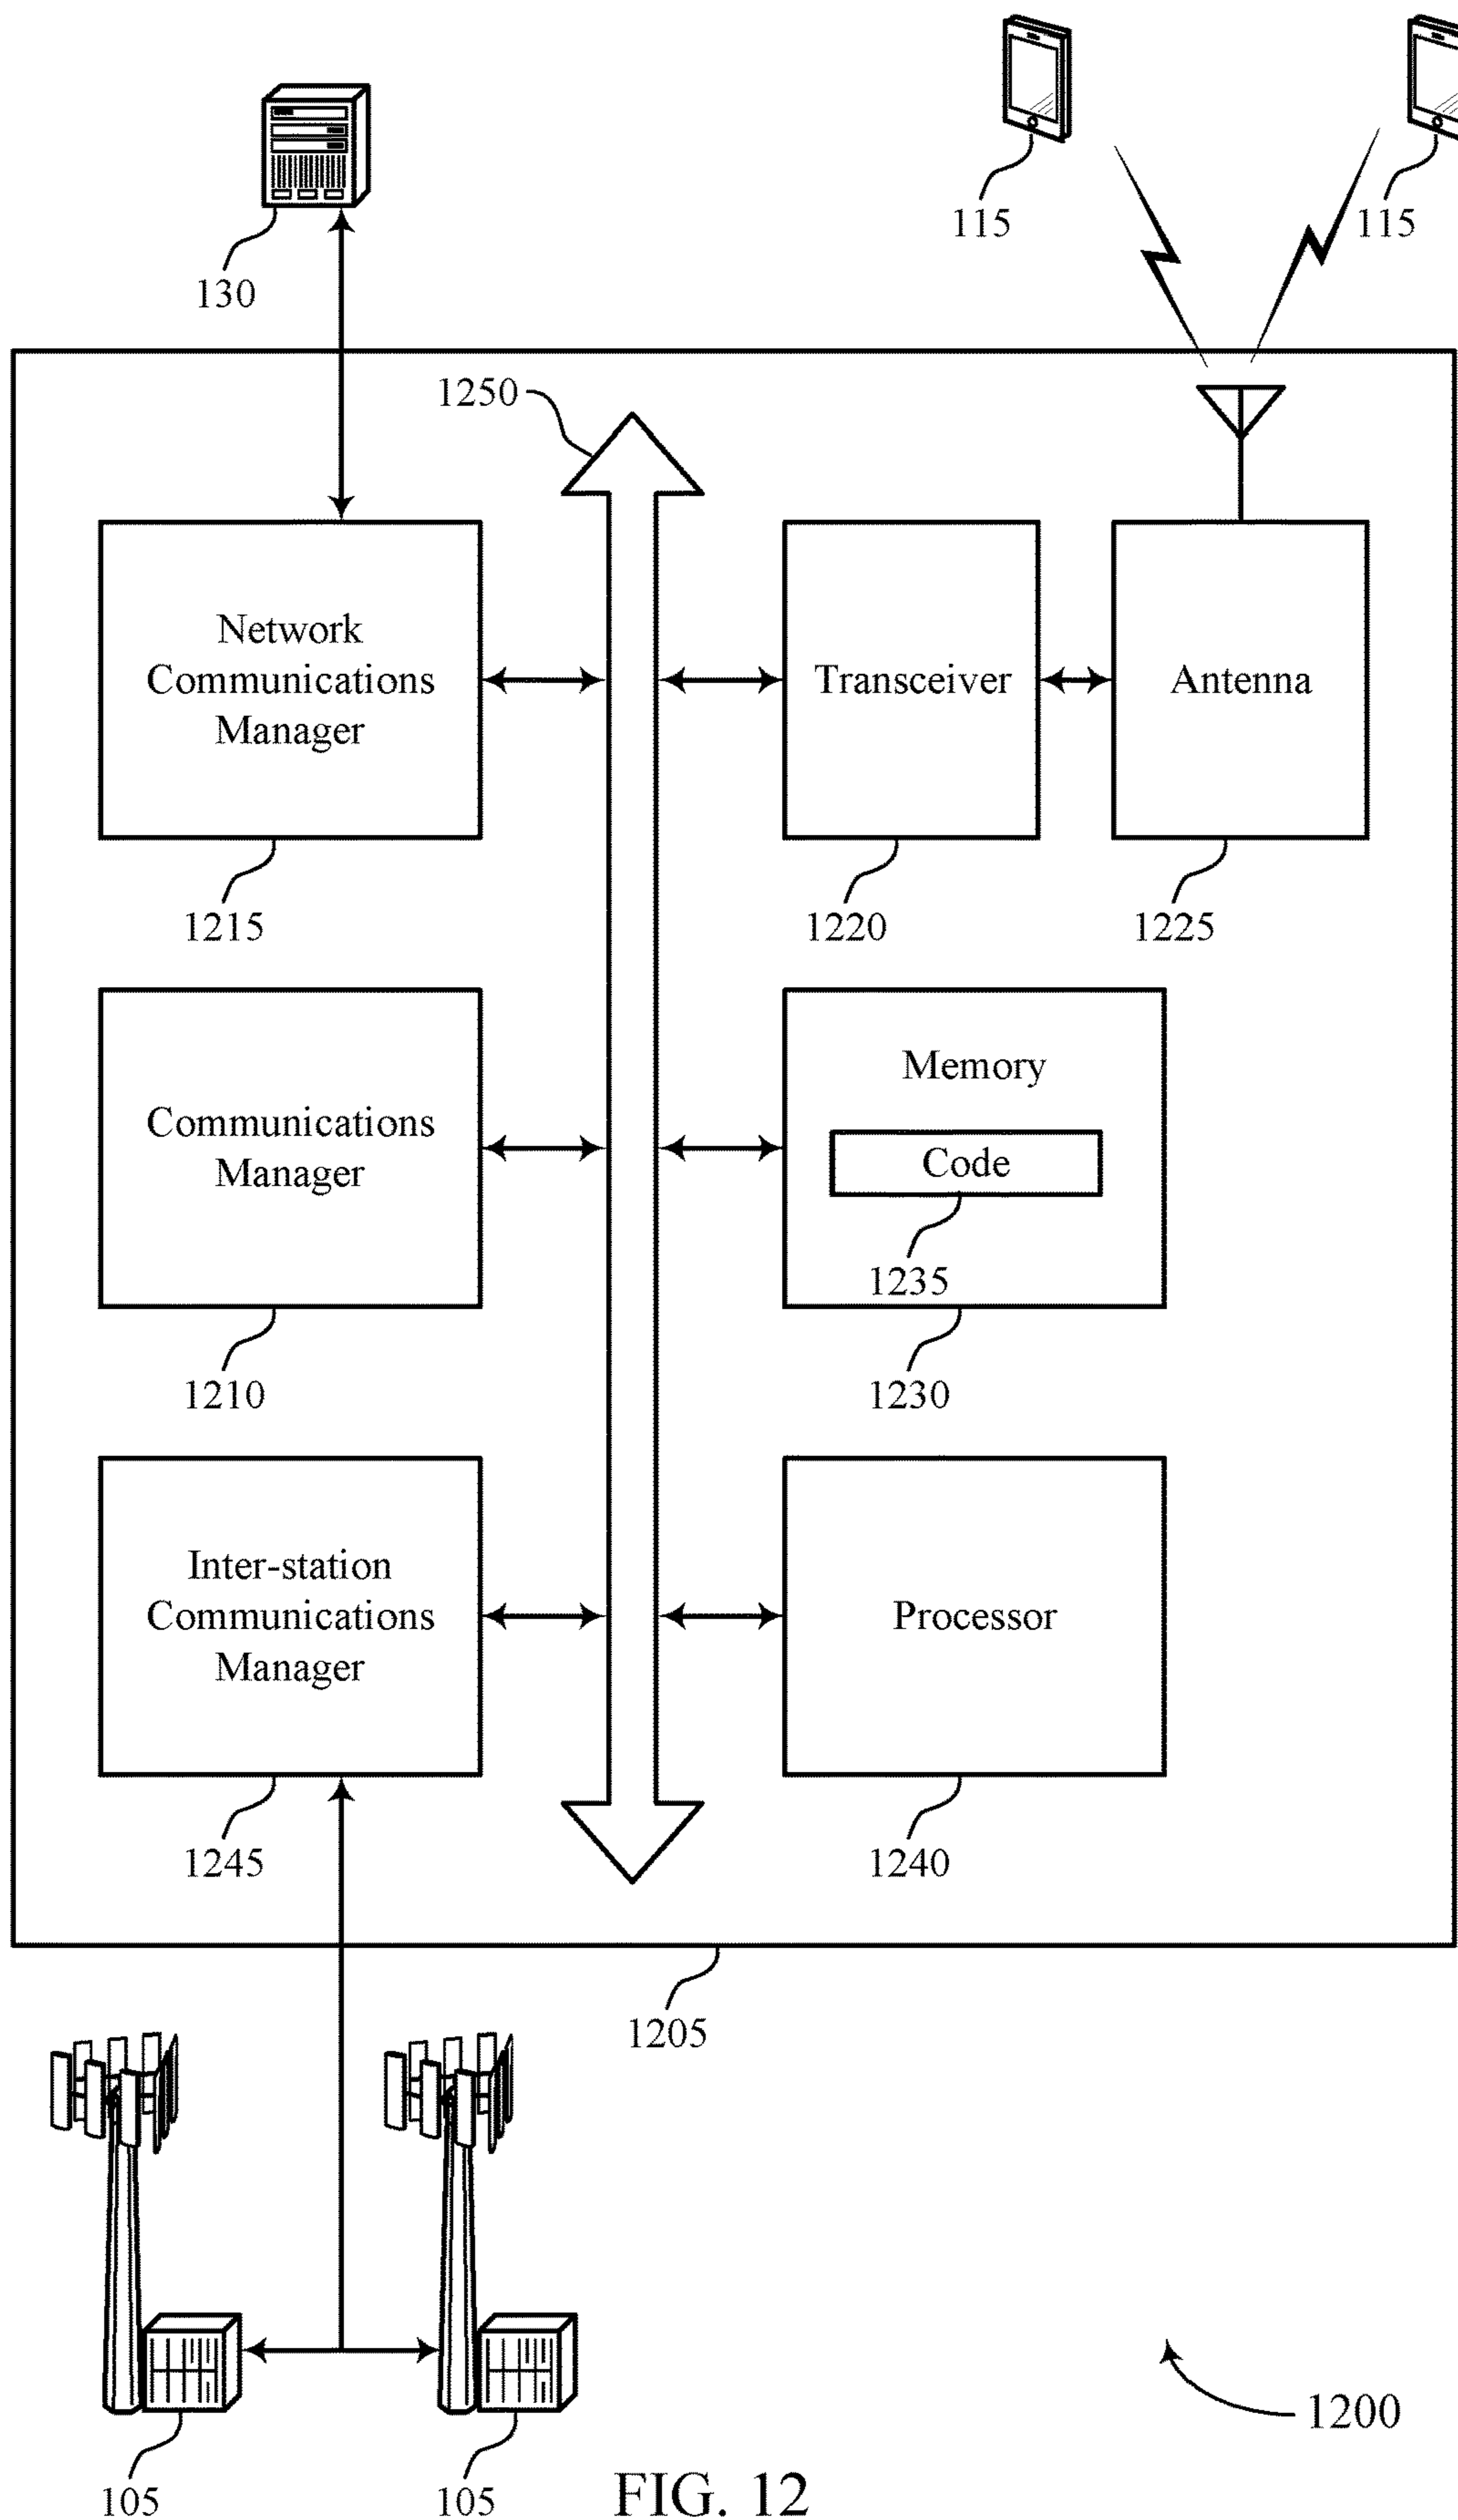 115
115
130
1250
Network
Communications
Manager
Transceiver
Antenna
1215
1220
1225
Communications
Manager
Memory
Code
1235
1210
1230
Inter-station
Communications
Manager
Processor
1245
1240
1205
1200
105
105
FIG. 12